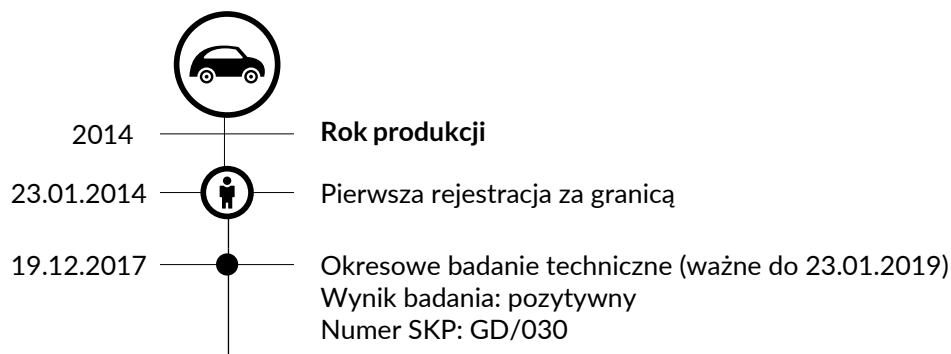 2014 Rok produkcji
23.01.2014 Pierwsza rejestracja za granicą
19.12.2017 Okresowe badanie techniczne (ważne do 23.01.2019)
Wynik badania: pozytywny
Numer SKP: GD/030